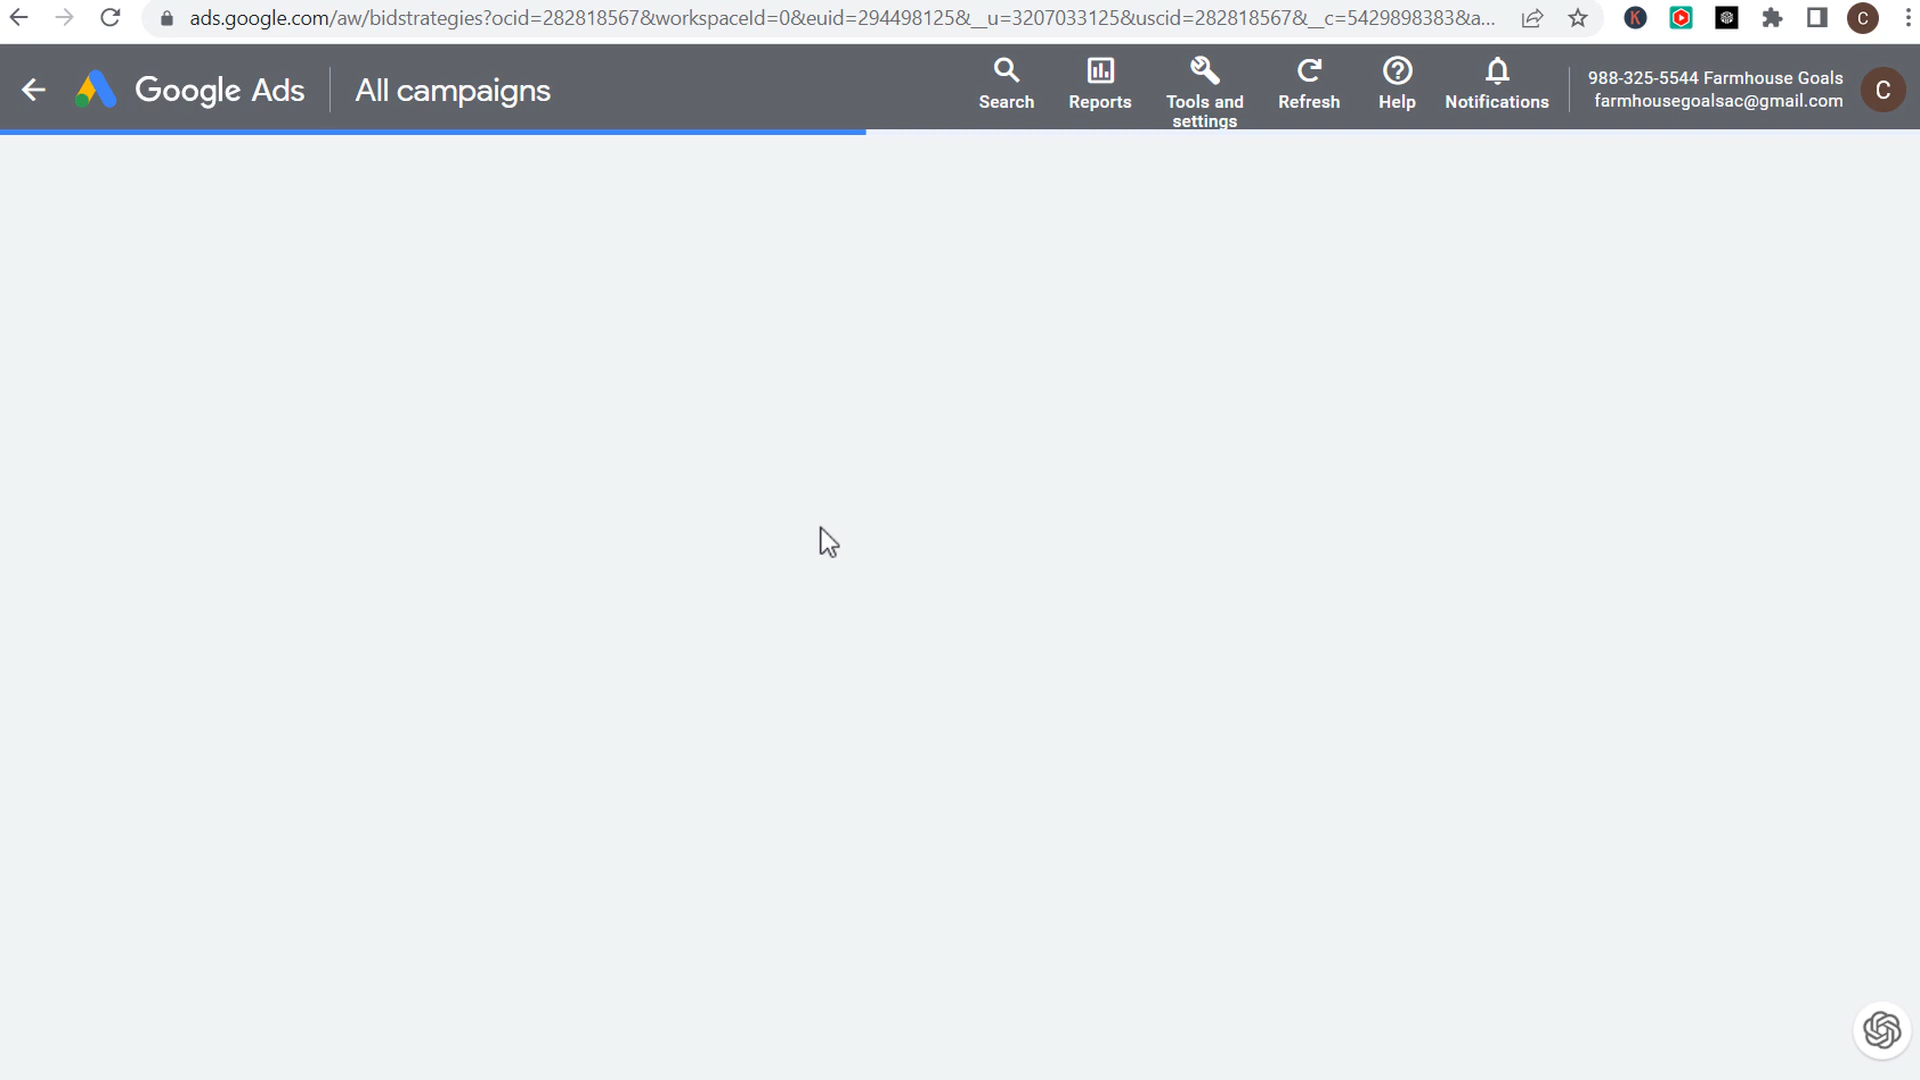 ads.google.com/aw/bidstrategies?ocid=282818567&workspaceId=0&euid=294498125&__u=3207033125&uscid=282818567&__c=5429898383&a...
K
C
Google Ads
All campaigns
Search
Reports
Tools and
settings
Refresh
Help
Notifications
988-325-5544 Farmhouse Goals
farmhousegoalsac@gmail.com
C